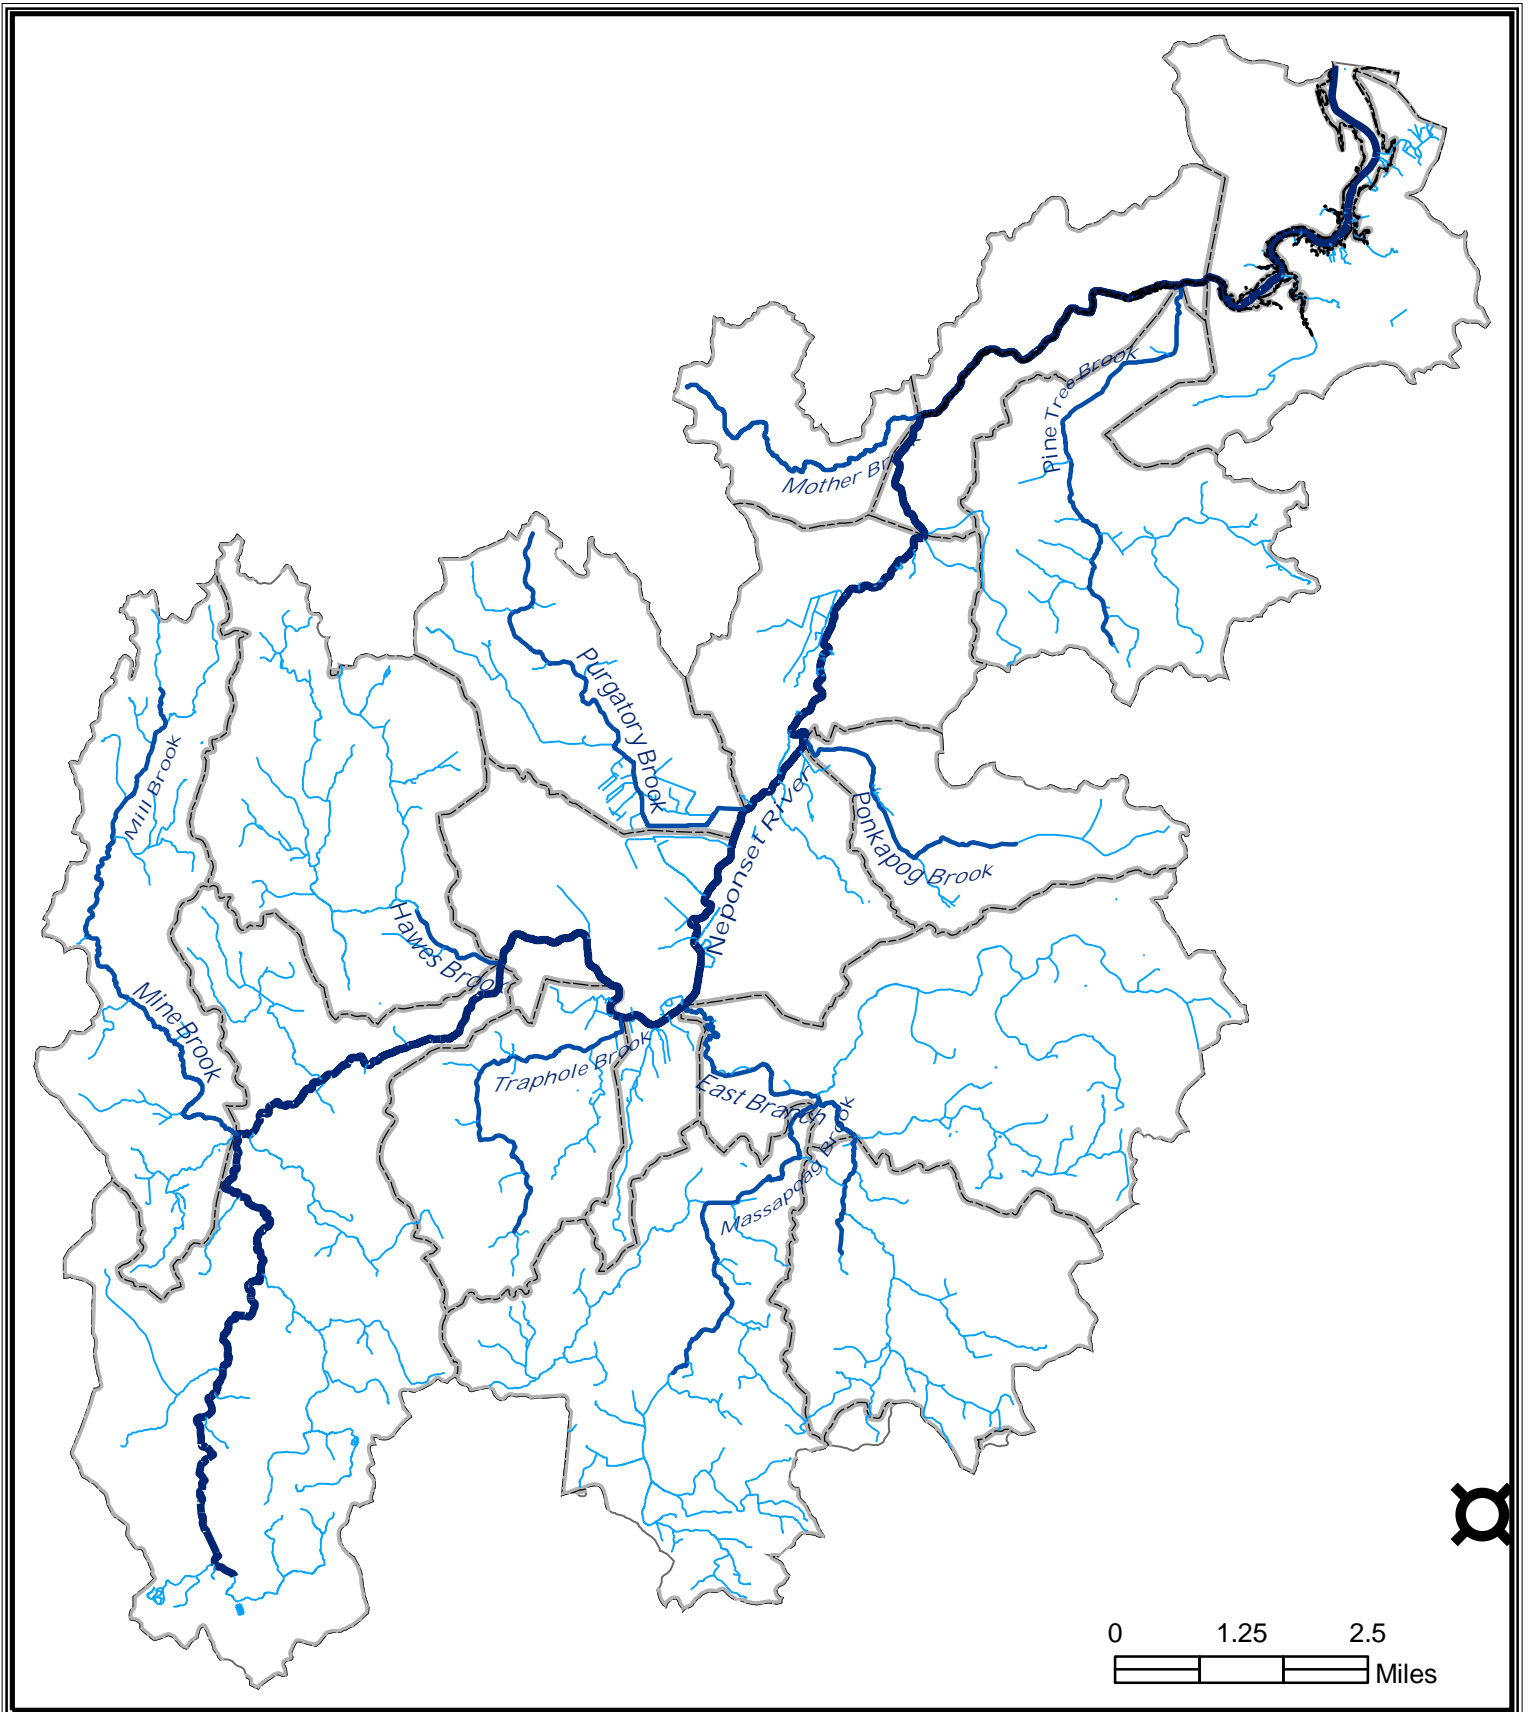 Pine Tree Brook
Mother Br
Purgatory Brook
Mill Brook
Neponset River
Ponkapog Brook
Hawes Brook
Mine Brook
Traphole Brook
East Branch
Massapoag Brook
0 1.25 2.5
Miles